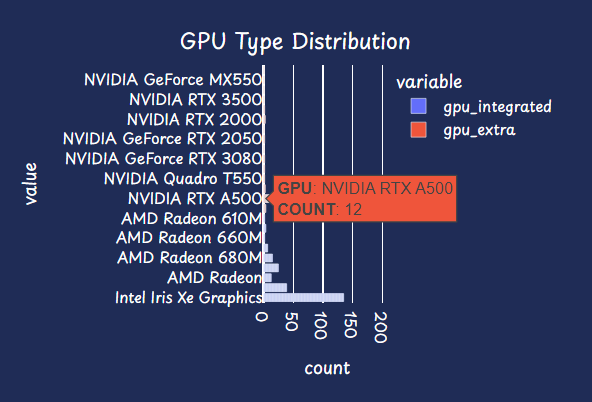 GPU Type Distribution
NVIDIA GeForce MX550
NVIDIA RTX 3500
NVIDIA RTX 2000
NVIDIA GeForce RTX 2050
NVIDIA GeForce RTX 3080
NVIDIA Quadro T550
NVIDIA RTX A500
AMD Radeon 610M
AMD Radeon 660M
AMD Radeon 680M
AMD Radeon
Intel Iris Xe Graphics
value
0
50
100
150
200
count
variable
gpu_integrated
gpu_extra
GPU: NVIDIA RTX A500
COUNT: 12